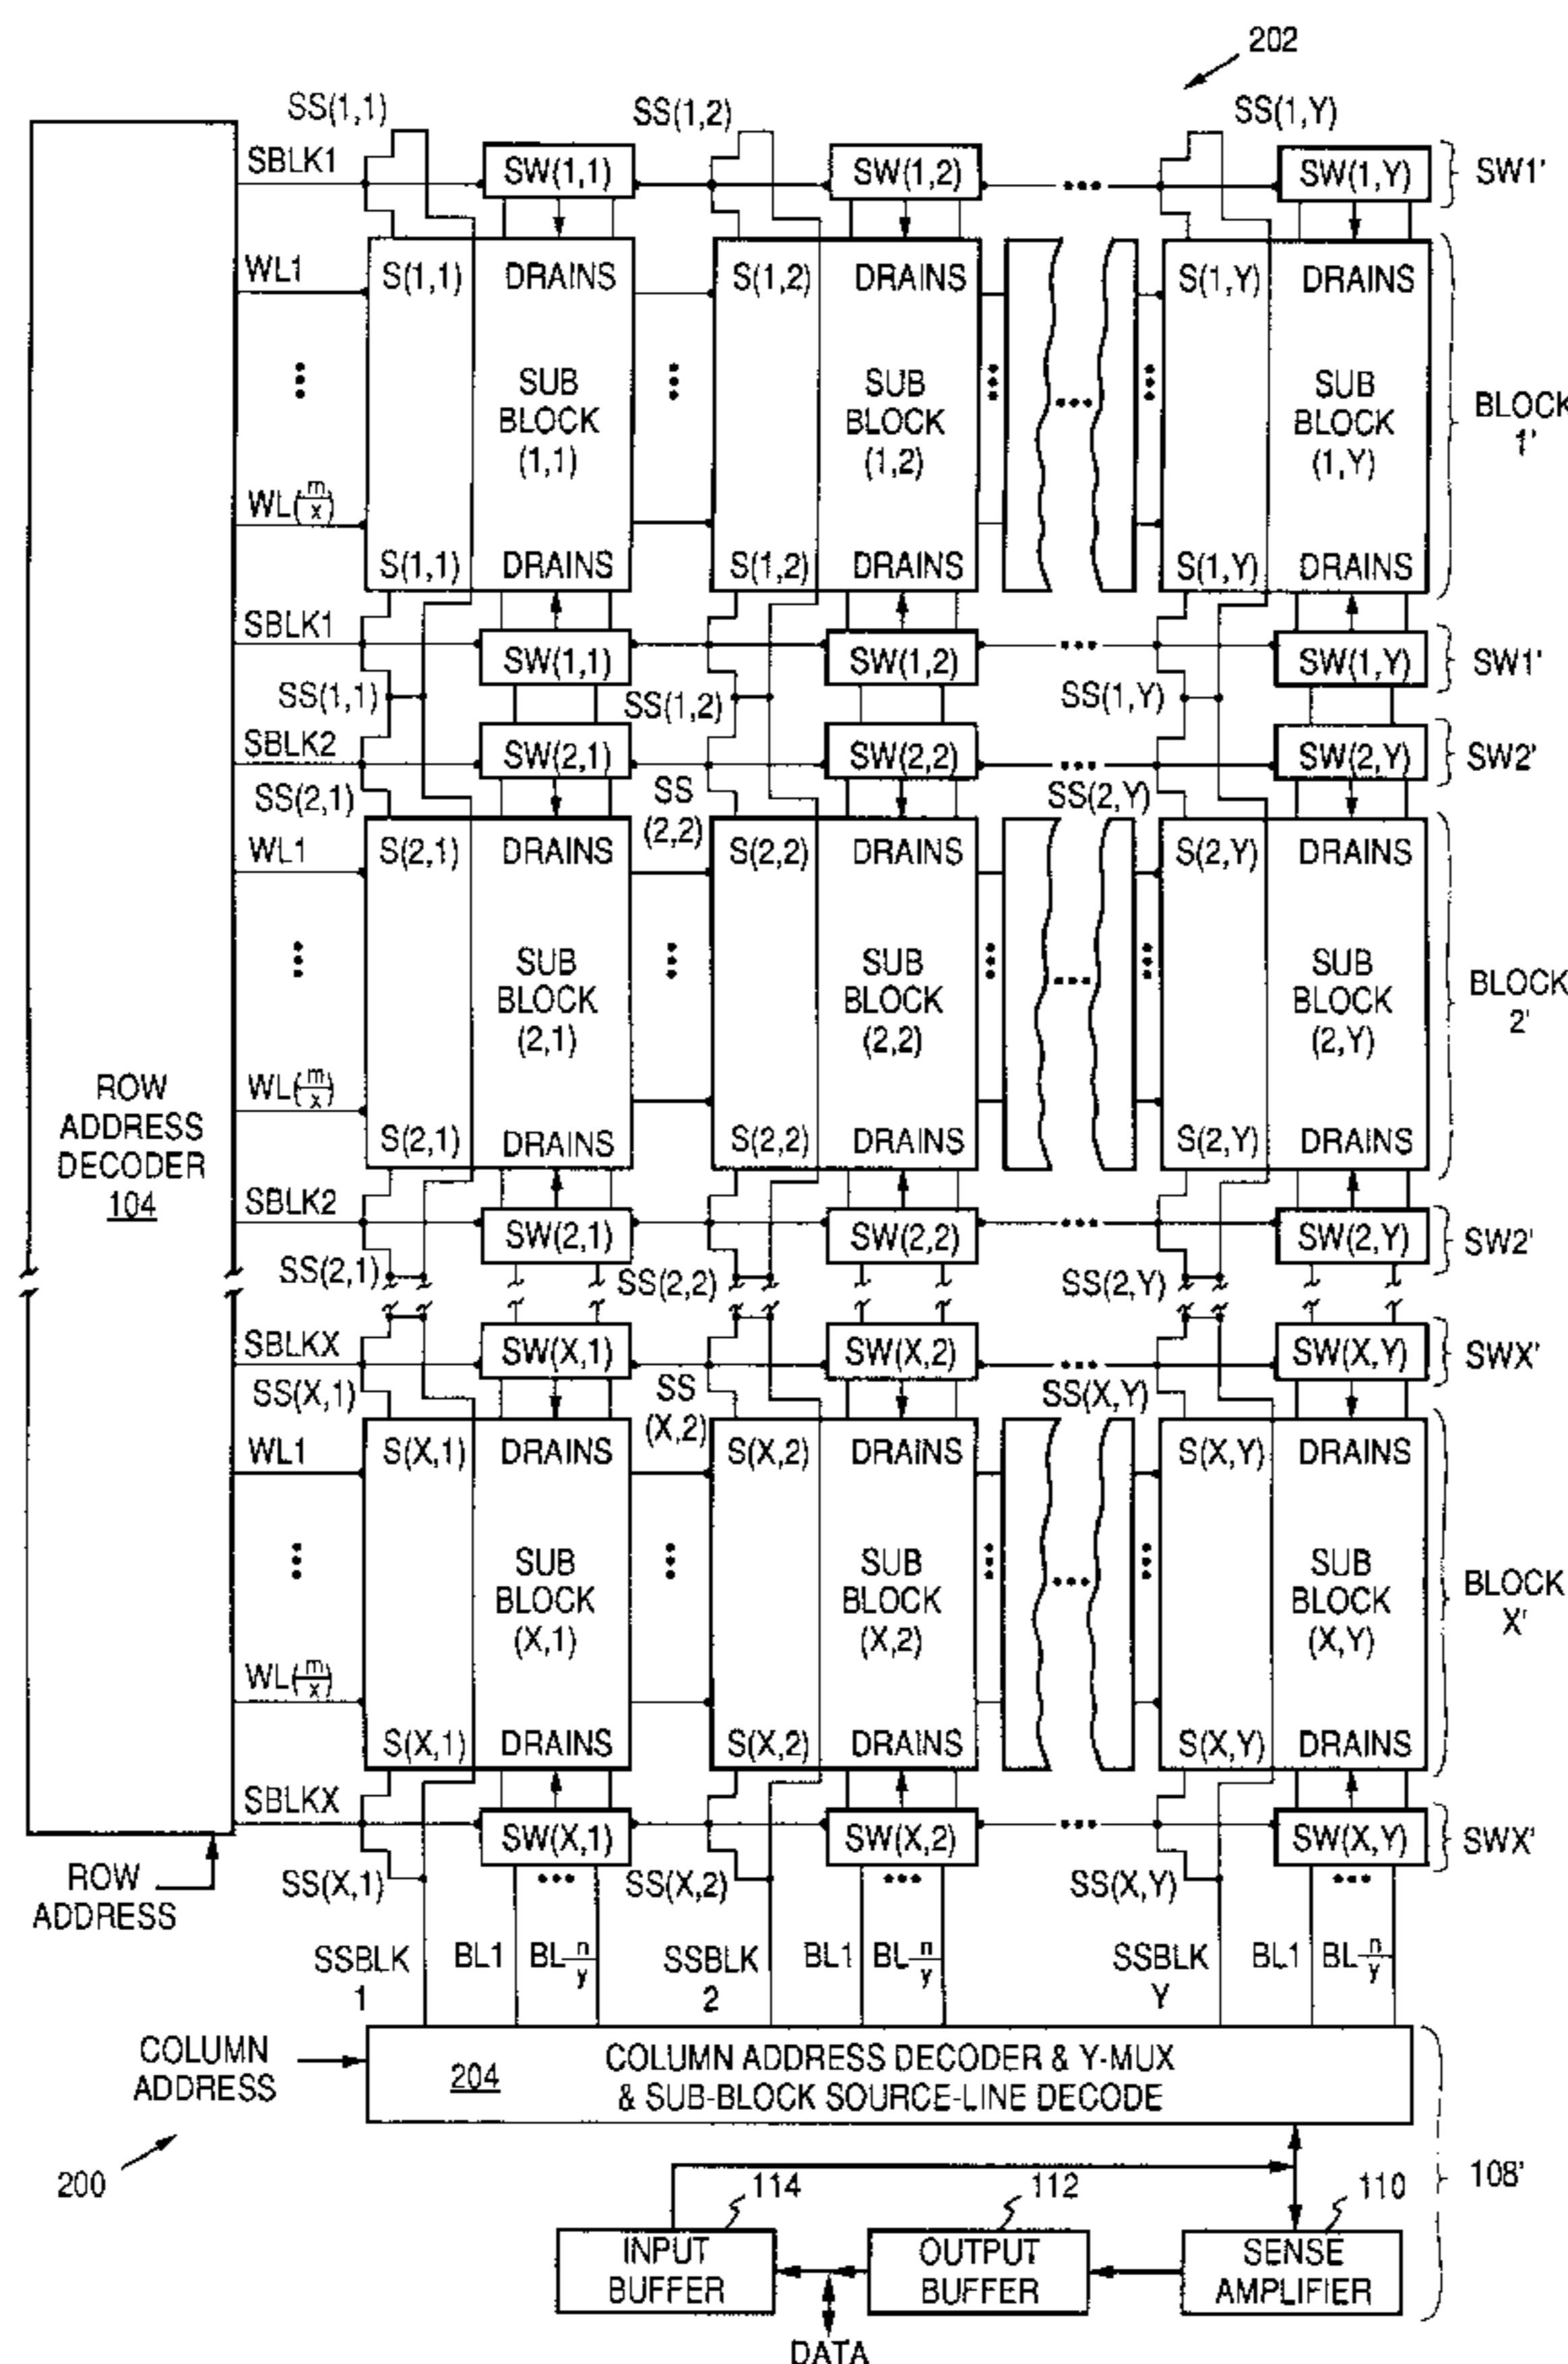 202
SS(1,1) SS(1,2) SS(1,Y)
SBLK1 SW(1,1) SW(1,2) ••• SW(1,Y) SW1'
WL1 S(1,1) DRAINS S(1,2) DRAINS S(1,Y) DRAINS
SUB BLOCK (1,1) SUB BLOCK (1,2) SUB BLOCK (1,Y) BLOCK 1'
WL(m/x)
S(1,1) DRAINS S(1,2) DRAINS S(1,Y) DRAINS
SBLK1 SW(1,1) SW(1,2) ••• SW(1,Y) SW1'
SS(1,1) SS(1,2) SS(1,Y)
SBLK2 SW(2,1) SW(2,2) ••• SW(2,Y) SW2'
SS(2,1) SS (2,2) SS(2,Y)
WL1 S(2,1) DRAINS S(2,2) DRAINS S(2,Y) DRAINS
SUB BLOCK (2,1) SUB BLOCK (2,2) SUB BLOCK (2,Y) BLOCK 2'
ROW ADDRESS DECODER 104
WL(m/x)
S(2,1) DRAINS S(2,2) DRAINS S(2,Y) DRAINS
SBLK2 SW(2,1) SW(2,2) ••• SW(2,Y) SW2'
SS(2,1) SS(2,2) SS(2,Y)
SBLKX SW(X,1) SW(X,2) ••• SW(X,Y) SWX'
SS(X,1) SS (X,2) SS(X,Y)
WL1 S(X,1) DRAINS S(X,2) DRAINS S(X,Y) DRAINS
SUB BLOCK (X,1) SUB BLOCK (X,2) SUB BLOCK (X,Y) BLOCK X'
WL(m/x)
S(X,1) DRAINS S(X,2) DRAINS S(X,Y) DRAINS
SBLKX SW(X,1) SW(X,2) ••• SW(X,Y) SWX'
ROW ADDRESS SS(X,1) ••• SS(X,2) ••• SS(X,Y) •••
SSBLK 1 BL1 BL n/y SSBLK 2 BL1 BL n/y SSBLK Y BL1 BL n/y
COLUMN ADDRESS
204 COLUMN ADDRESS DECODER & Y-MUX
& SUB-BLOCK SOURCE-LINE DECODE
200 114 112 110 108'
INPUT BUFFER OUTPUT BUFFER SENSE AMPLIFIER
DATA